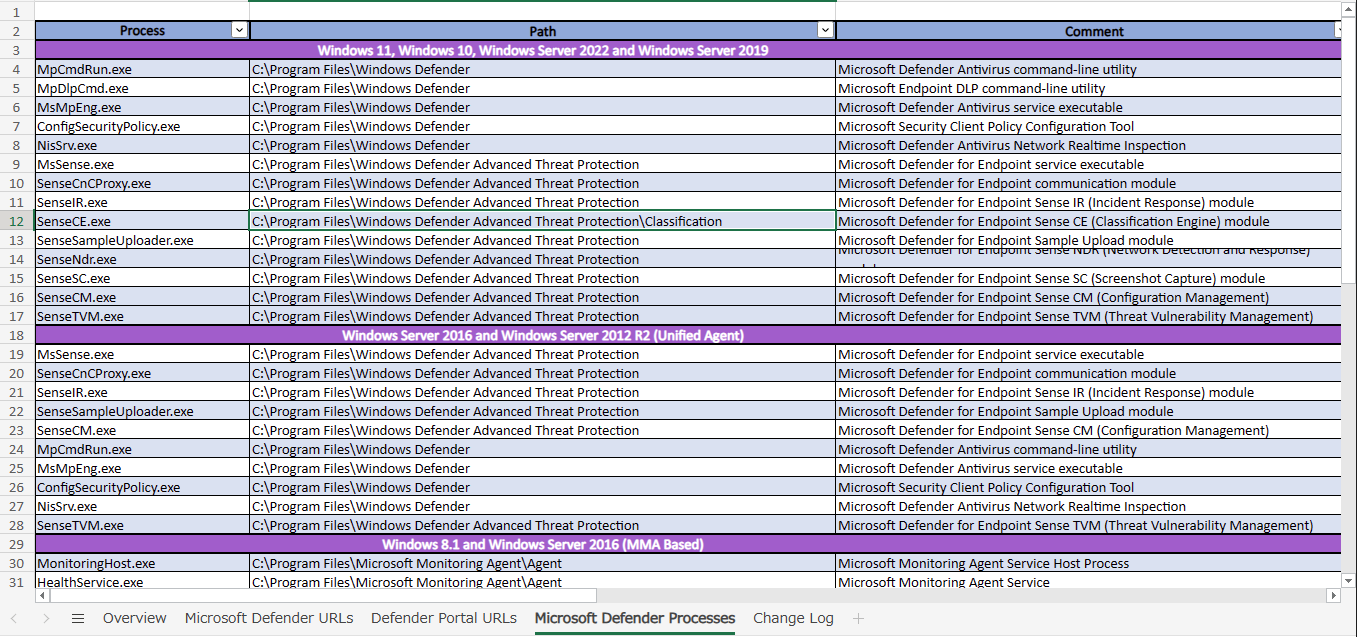 1
2 Process Path Comment
3 Windows 11, Windows 10, Windows Server 2022 and Windows Server 2019
4 MpCmdRun.exe C:\Program Files\Windows Defender Microsoft Defender Antivirus command-line utility
5 MpDlpCmd.exe C:\Program Files\Windows Defender Microsoft Endpoint DLP command-line utility
6 MsMpEng.exe C:\Program Files\Windows Defender Microsoft Defender Antivirus service executable
7 ConfigSecurityPolicy.exe C:\Program Files\Windows Defender Microsoft Security Client Policy Configuration Tool
8 NisSrv.exe C:\Program Files\Windows Defender Microsoft Defender Antivirus Network Realtime Inspection
9 MsSense.exe C:\Program Files\Windows Defender Advanced Threat Protection Microsoft Defender for Endpoint service executable
10 SenseCnCProxy.exe C:\Program Files\Windows Defender Advanced Threat Protection Microsoft Defender for Endpoint communication module
11 SenseIR.exe C:\Program Files\Windows Defender Advanced Threat Protection Microsoft Defender for Endpoint Sense IR (Incident Response) module
12 SenseCE.exe C:\Program Files\Windows Defender Advanced Threat Protection\Classification Microsoft Defender for Endpoint Sense CE (Classification Engine) module
13 SenseSampleUploader.exe C:\Program Files\Windows Defender Advanced Threat Protection Microsoft Defender for Endpoint Sample Upload module
14 SenseNdr.exe C:\Program Files\Windows Defender Advanced Threat Protection Microsoft Defender for Endpoint Sense NDR (Network Detection and Response)
15 SenseSC.exe C:\Program Files\Windows Defender Advanced Threat Protection Microsoft Defender for Endpoint Sense SC (Screenshot Capture) module
16 SenseCM.exe C:\Program Files\Windows Defender Advanced Threat Protection Microsoft Defender for Endpoint Sense CM (Configuration Management)
17 SenseTVM.exe C:\Program Files\Windows Defender Advanced Threat Protection Microsoft Defender for Endpoint Sense TVM (Threat Vulnerability Management)
18 Windows Server 2016 and Windows Server 2012 R2 (Unified Agent)
19 MsSense.exe C:\Program Files\Windows Defender Advanced Threat Protection Microsoft Defender for Endpoint service executable
20 SenseCnCProxy.exe C:\Program Files\Windows Defender Advanced Threat Protection Microsoft Defender for Endpoint communication module
21 SenseIR.exe C:\Program Files\Windows Defender Advanced Threat Protection Microsoft Defender for Endpoint Sense IR (Incident Response) module
22 SenseSampleUploader.exe C:\Program Files\Windows Defender Advanced Threat Protection Microsoft Defender for Endpoint Sample Upload module
23 SenseCM.exe C:\Program Files\Windows Defender Advanced Threat Protection Microsoft Defender for Endpoint Sense CM (Configuration Management)
24 MpCmdRun.exe C:\Program Files\Windows Defender Microsoft Defender Antivirus command-line utility
25 MsMpEng.exe C:\Program Files\Windows Defender Microsoft Defender Antivirus service executable
26 ConfigSecurityPolicy.exe C:\Program Files\Windows Defender Microsoft Security Client Policy Configuration Tool
27 NisSrv.exe C:\Program Files\Windows Defender Microsoft Defender Antivirus Network Realtime Inspection
28 SenseTVM.exe C:\Program Files\Windows Defender Advanced Threat Protection Microsoft Defender for Endpoint Sense TVM (Threat Vulnerability Management)
29 Windows 8.1 and Windows Server 2016 (MMA Based)
30 MonitoringHost.exe C:\Program Files\Microsoft Monitoring Agent\Agent Microsoft Monitoring Agent Service Host Process
31 HealthService.exe C:\Program Files\Microsoft Monitoring Agent\Agent Microsoft Monitoring Agent Service
Overview Microsoft Defender URLs Defender Portal URLs Microsoft Defender Processes Change Log